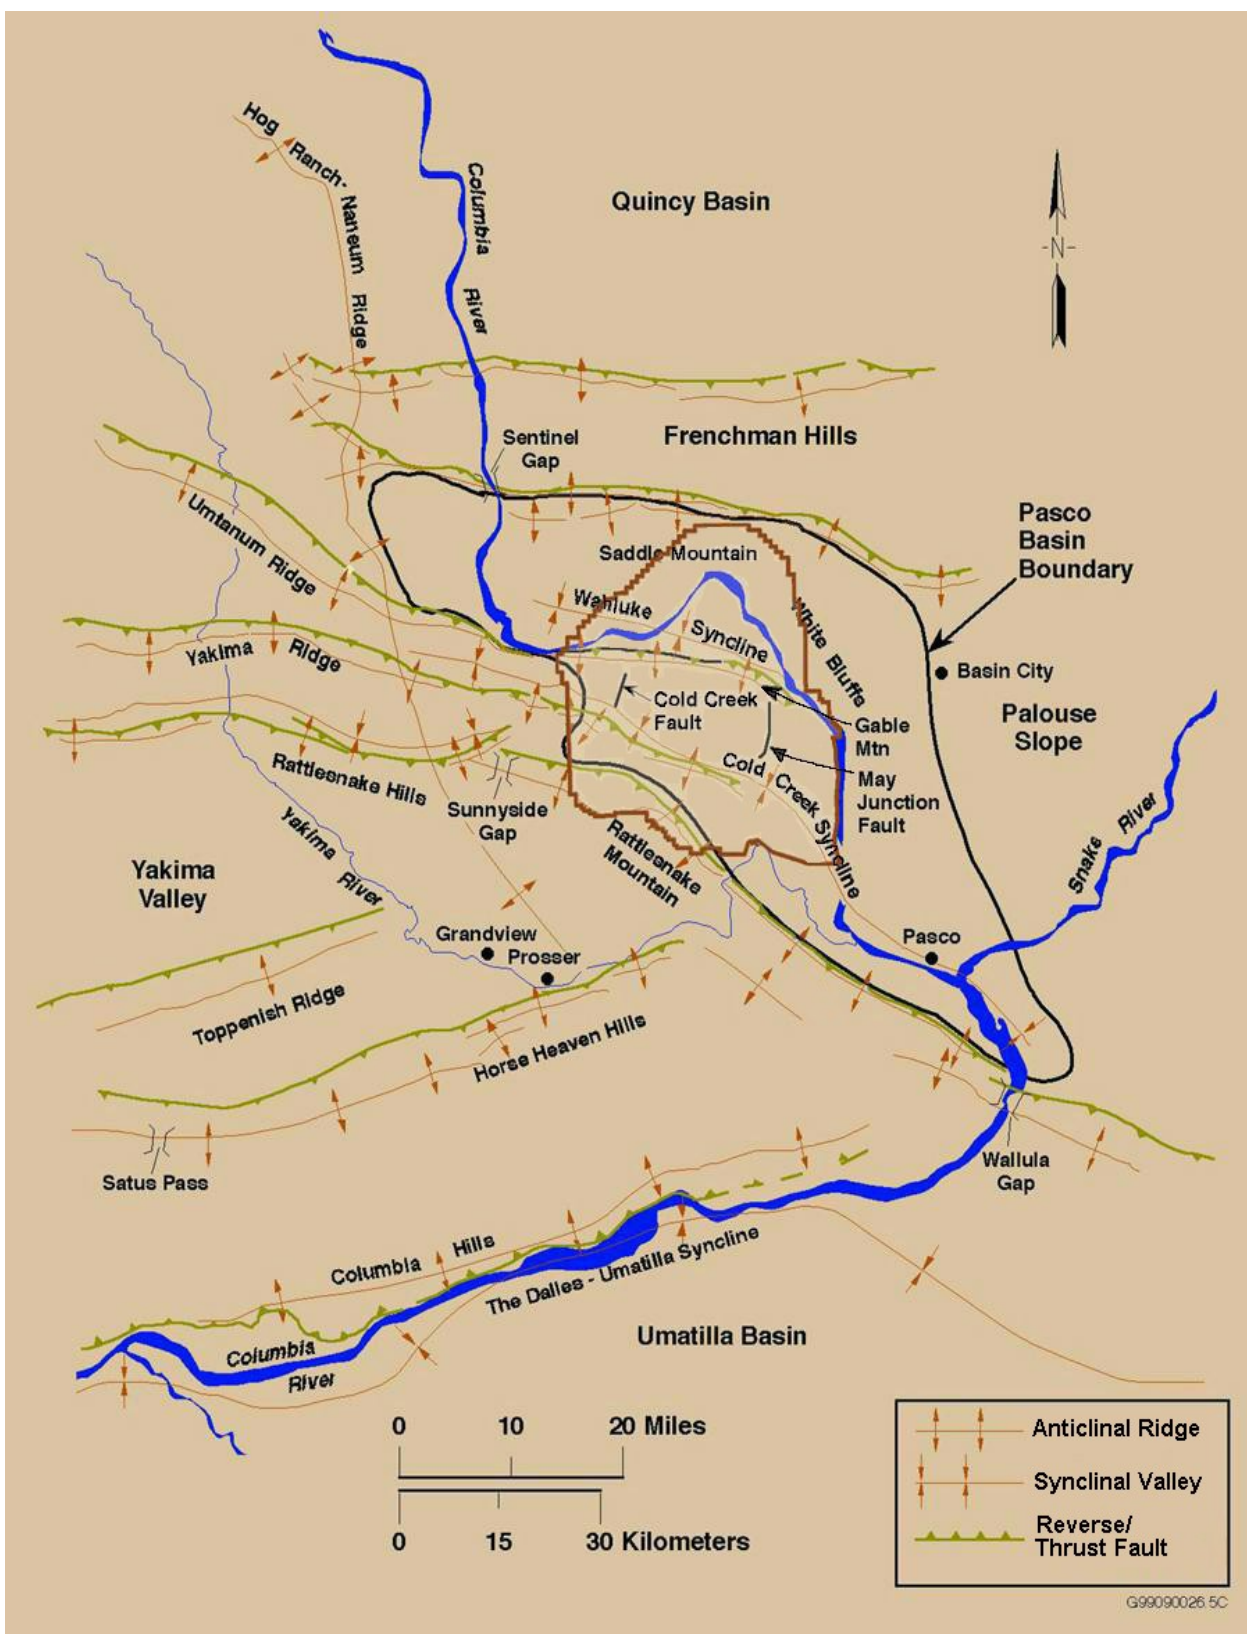 Hog
Ranch-
Naneum
Ridge
Columbia
River
Quincy Basin
-N-
Sentinel
Gap
Frenchman Hills
Umtanum Ridge
Pasco
Basin
Boundary
Saddle Mountain
Wahluke
Syncline
White Bluffs
Yakima
Ridge
Basin City
Cold Creek
Fault
Gable
Mtn
Palouse
Slope
Rattlesnake Hills
Sunnyside
Gap
Cold
Creek
Syncline
May
Junction
Fault
Yakima
River
Snake
River
Rattlesnake
Mountain
Yakima
Valley
Grandview
Prosser
Pasco
Toppenish Ridge
Horse Heaven Hills
Satus Pass
Wallula
Gap
Columbia
Hills
The Dalles - Umatilla Syncline
Columbia
River
Umatilla Basin
0 10 20 Miles
0 15 30 Kilometers
Anticlinal Ridge
Synclinal Valley
Reverse/
Thrust Fault
G99090026.5C